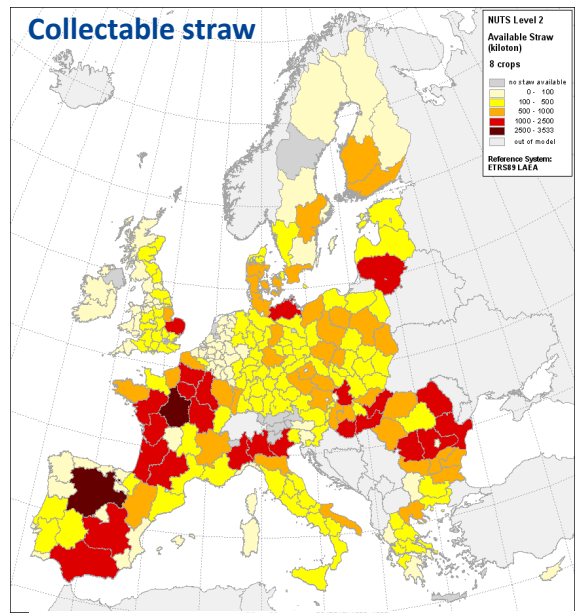 Collectable straw
NUTS Level 2
Available Straw
(kiloton)
8 crops
no staw available
0 - 100
100 - 500
500 - 1000
1000 - 2500
2500 - 3533
out of model
Reference System:
ETRS89 LAEA